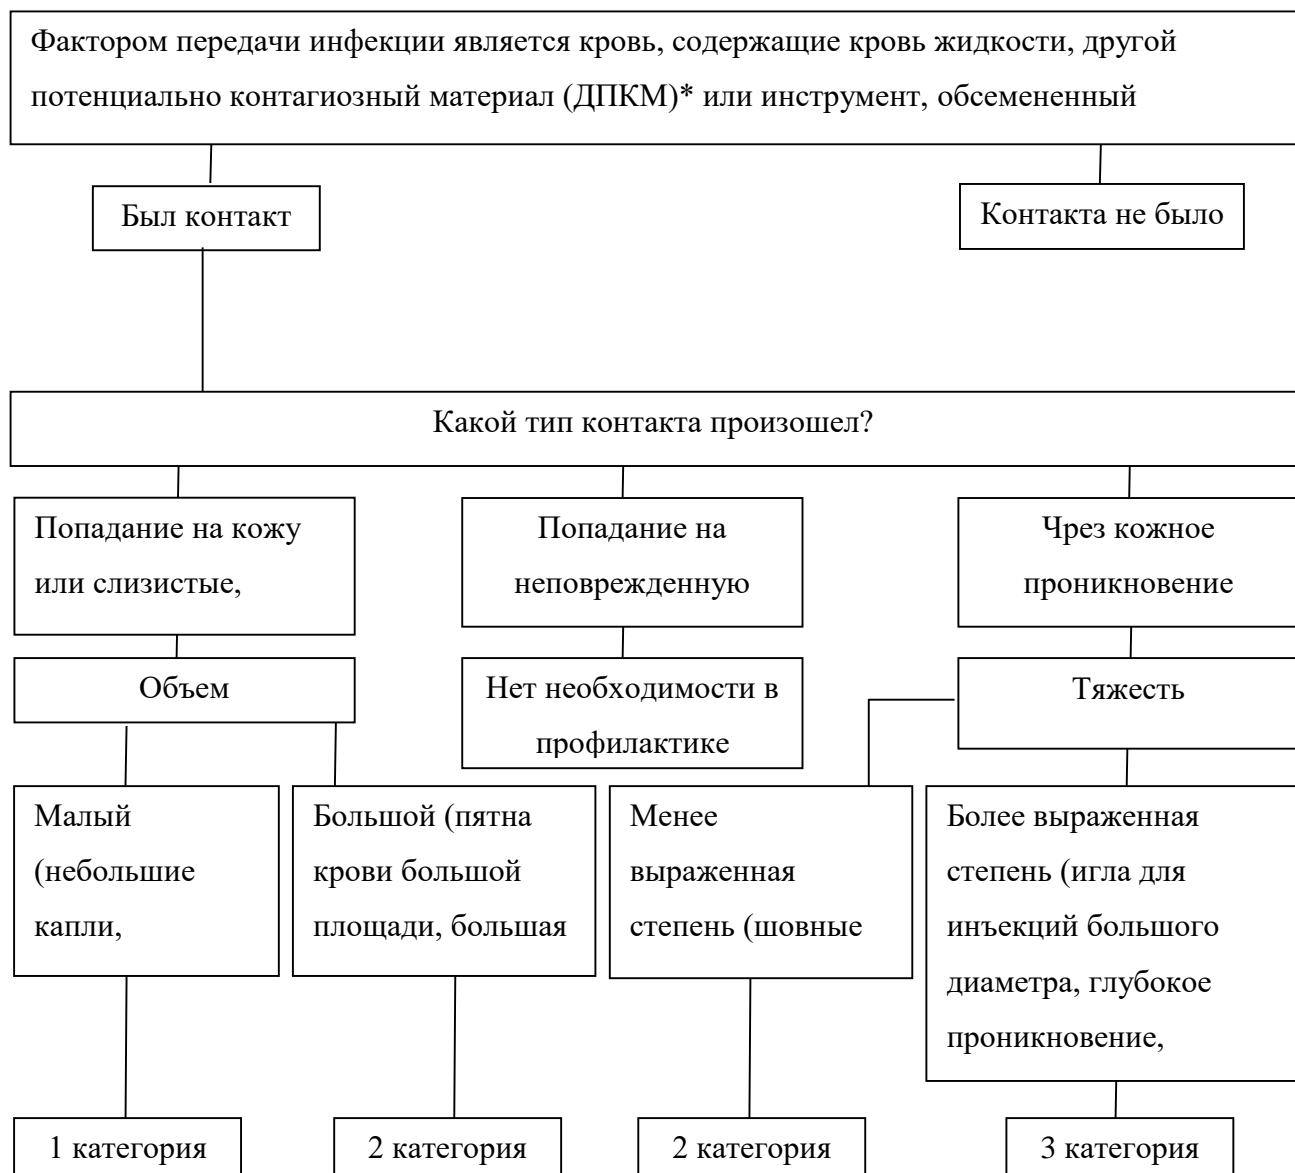 Фактором передачи инфекции является кровь, содержащие кровь жидкости, другой
потенциально контагиозный материал (ДПКМ)* или инструмент, обсемененный
Был контакт
Контакта не было
Какой тип контакта произошел?
Попадание на кожу
или слизистые,
Попадание на
неповрежденную
Чрез кожное
проникновение
Объем
Нет необходимости в
профилактике
Тяжесть
Малый
(небольшие
капли,
Большой (пятна
крови большой
площади, большая
Менее
выраженная
степень (шовные
Более выраженная
степень (игла для
инъекций большого
диаметра, глубокое
проникновение,
1 категория
2 категория
2 категория
3 категория